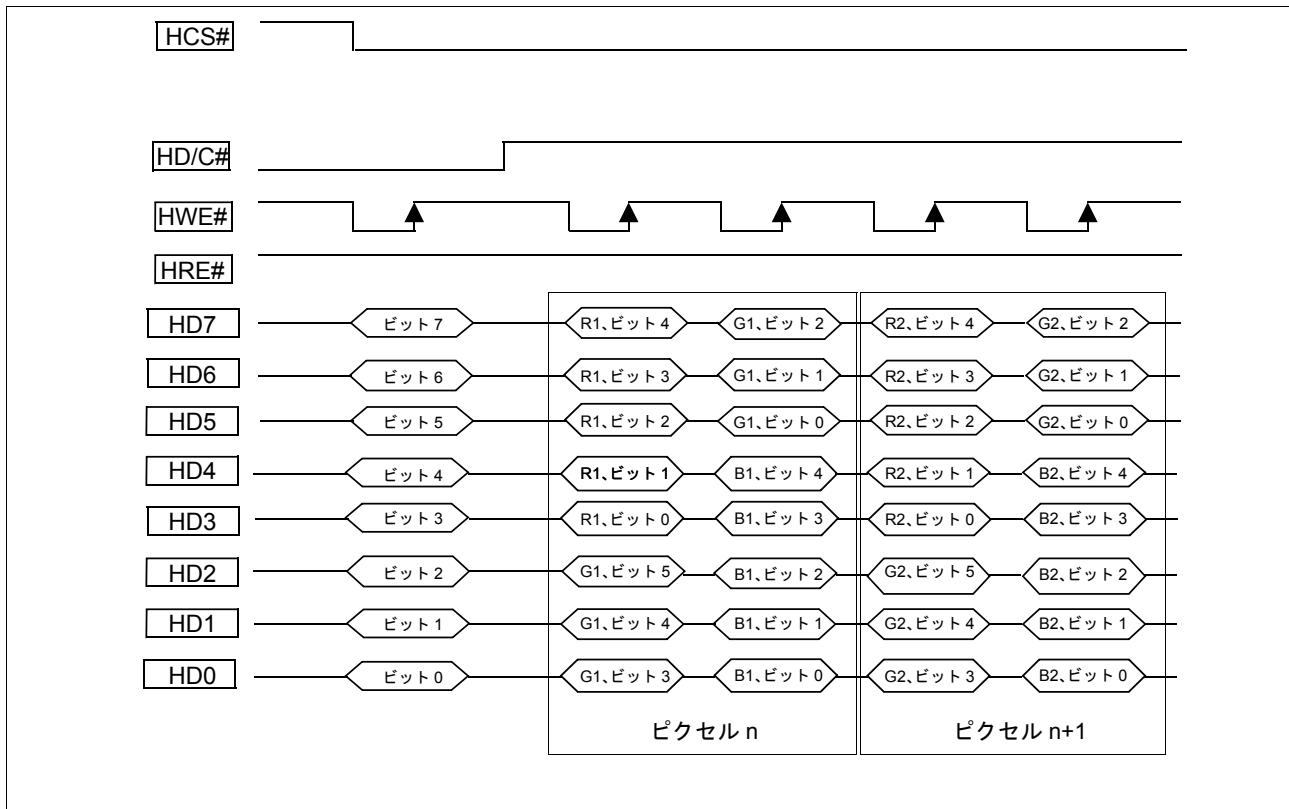 HCS#
HD/C#
HWE#
HRE#
HD7 ビット 7 R1、ビット 4 G1、ビット 2 R2、ビット 4 G2、ビット 2
HD6 ビット 6 R1、ビット 3 G1、ビット 1 R2、ビット 3 G2、ビット 1
HD5 ビット 5 R1、ビット 2 G1、ビット 0 R2、ビット 2 G2、ビット 0
HD4 ビット 4 R1、ビット 1 B1、ビット 4 R2、ビット 1 B2、ビット 4
HD3 ビット 3 R1、ビット 0 B1、ビット 3 R2、ビット 0 B2、ビット 3
HD2 ビット 2 G1、ビット 5 B1、ビット 2 G2、ビット 5 B2、ビット 2
HD1 ビット 1 G1、ビット 4 B1、ビット 1 G2、ビット 4 B2、ビット 1
HD0 ビット 0 G1、ビット 3 B1、ビット 0 G2、ビット 3 B2、ビット 0
ピクセル n ピクセル n+1